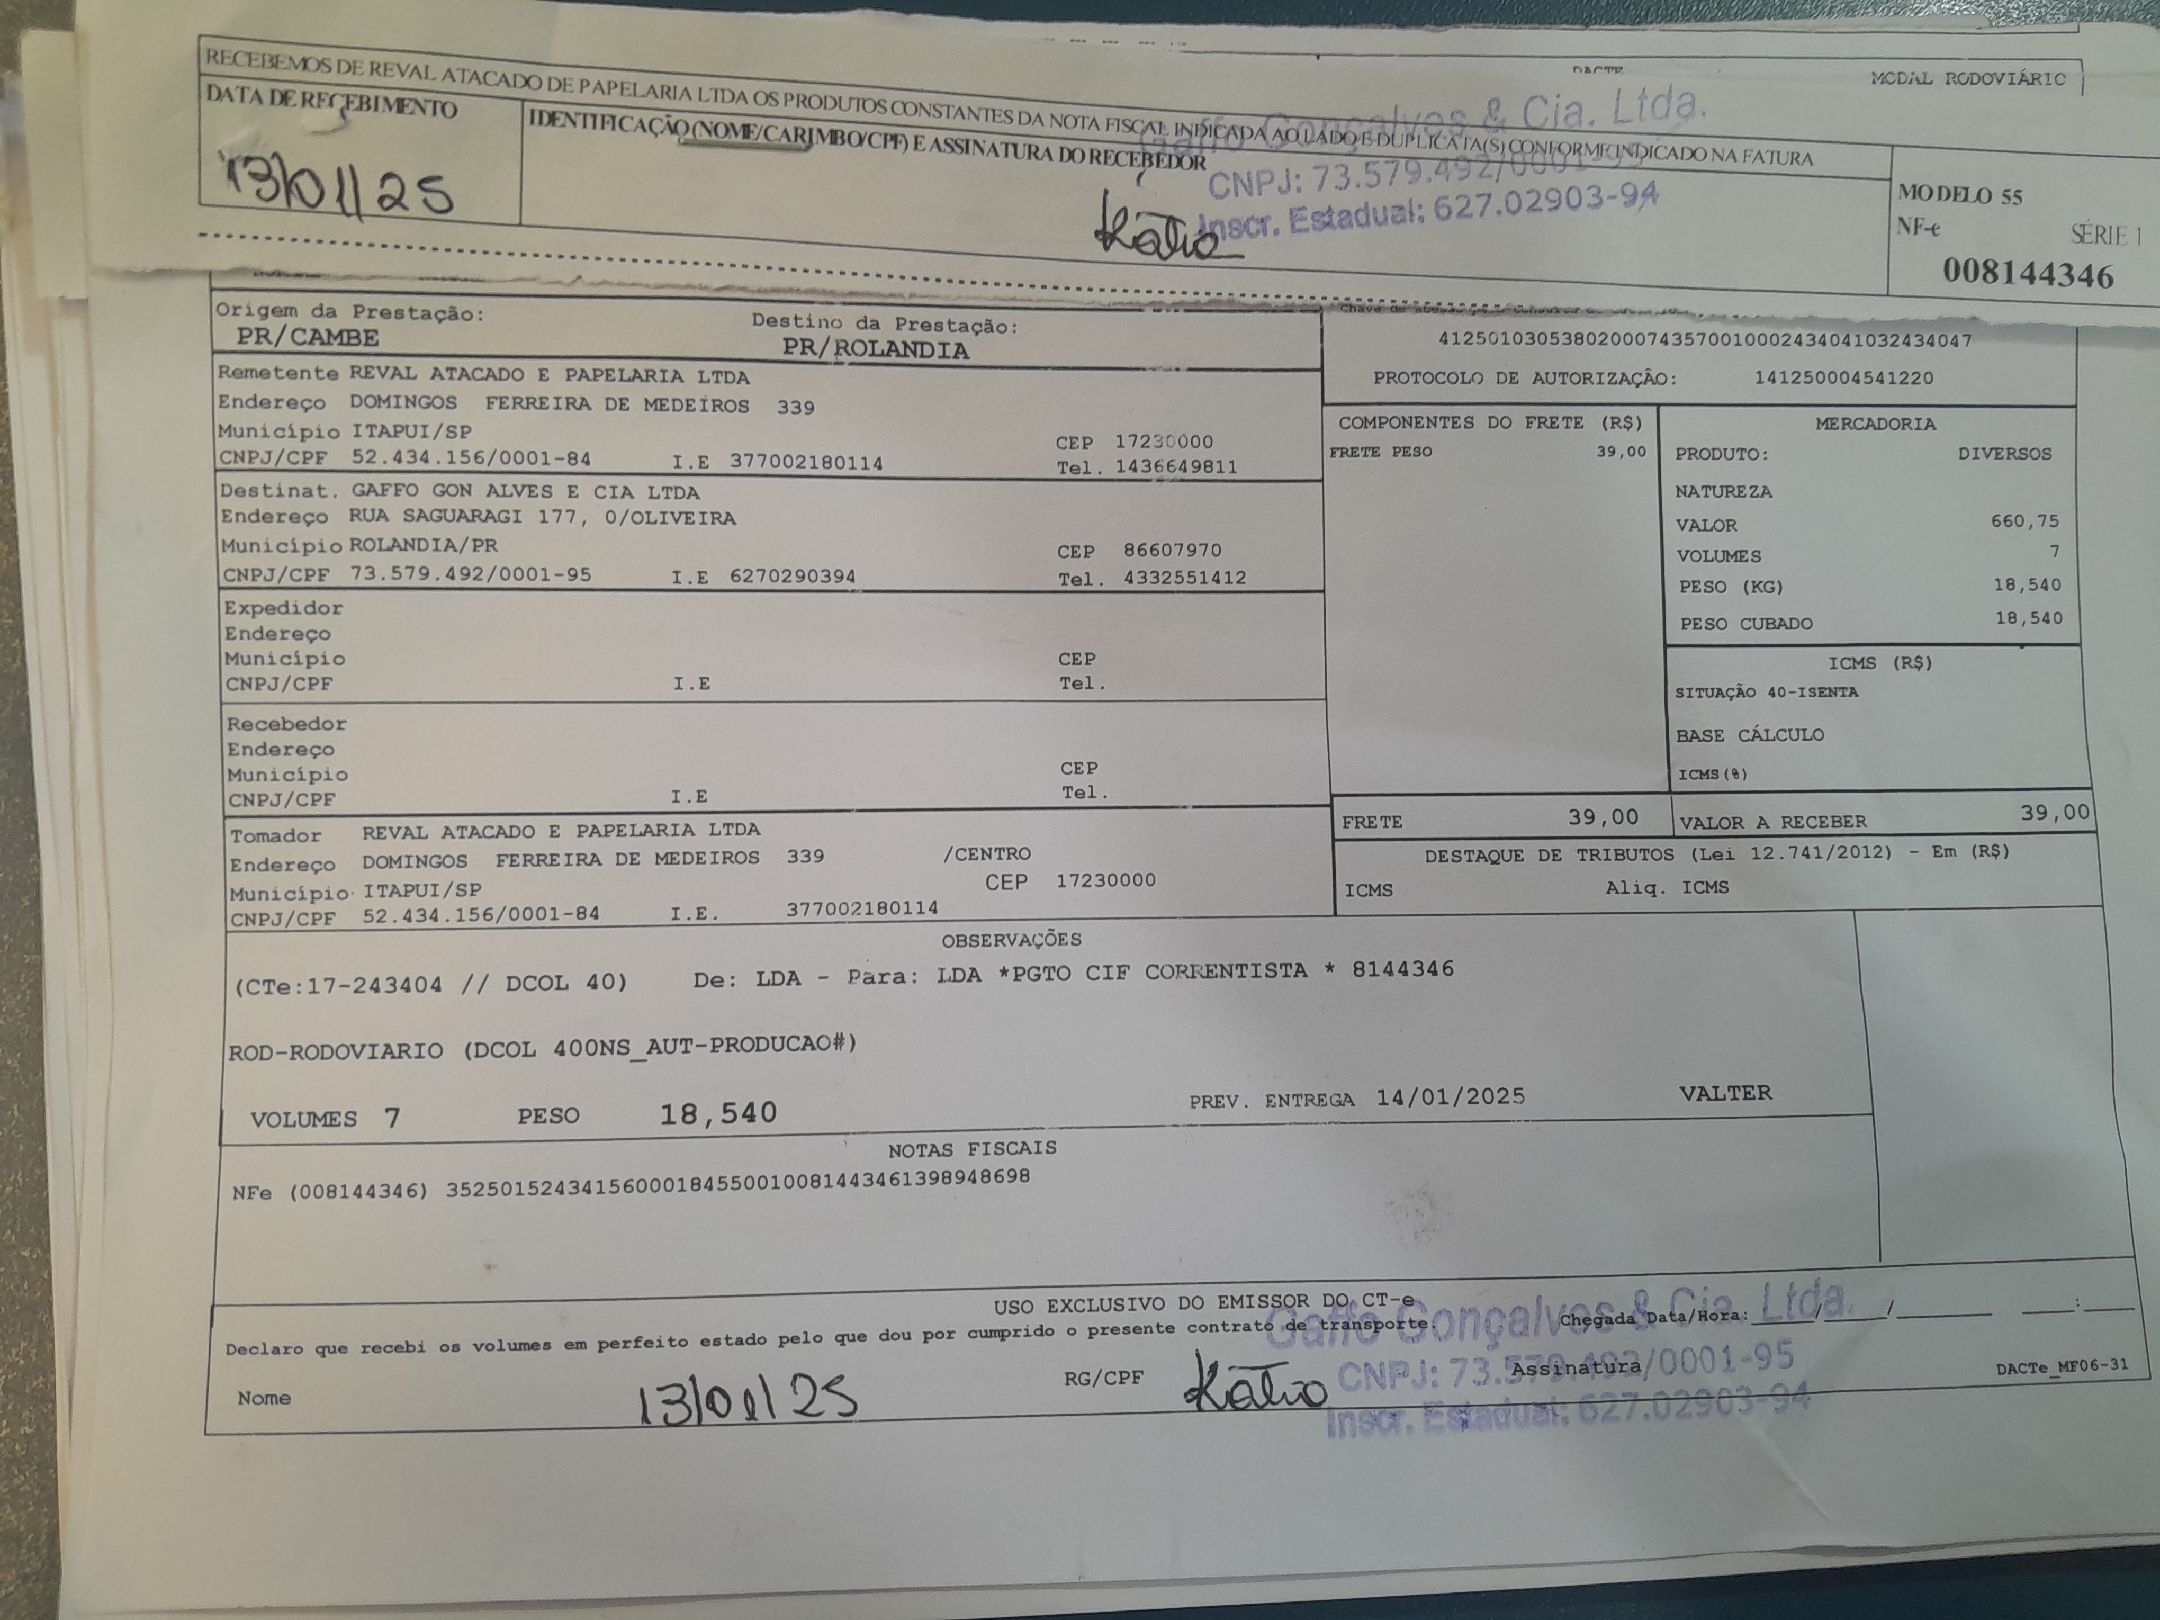 RECEBEMOS DE REVAL ATACADO DE PAPELARIA LTDA OS PRODUTOS CONSTANTES DA NOTA FISCAL INDICADA AO LADO E DUPLICATA(S) CONFORME INDICADO NA FATURA
DACTE
MODAL RODOVIÁRIO
DATA DE RECEBIMENTO
IDENTIFICAÇÃO (NOME/CARIMBO/CPF) E ASSINATURA DO RECEBEDOR
Gaffo Gonçalves & Cia. Ltda.
CNPJ: 73.579.492/0001-
Inscr. Estadual: 627.02903-94
13/01/25
Kátia
MODELO 55
NF-e SÉRIE 1
008144346
Origem da Prestação: Destino da Prestação:
PR/CAMBE PR/ROLANDIA
41250103053802000743570010002434041032434047
PROTOCOLO DE AUTORIZAÇÃO: 141250004541220
Remetente REVAL ATACADO E PAPELARIA LTDA
Endereço DOMINGOS FERREIRA DE MEDEIROS 339
Município ITAPUI/SP CEP 17230000
CNPJ/CPF 52.434.156/0001-84 I.E 377002180114 Tel. 1436649811
Destinat. GAFFO GON ALVES E CIA LTDA
Endereço RUA SAGUARAGI 177, 0/OLIVEIRA
Município ROLANDIA/PR CEP 86607970
CNPJ/CPF 73.579.492/0001-95 I.E 6270290394 Tel. 4332551412
Expedidor
Endereço
Município CEP
CNPJ/CPF I.E Tel.
Recebedor
Endereço
Município CEP
CNPJ/CPF I.E Tel.
Tomador REVAL ATACADO E PAPELARIA LTDA
Endereço DOMINGOS FERREIRA DE MEDEIROS 339 /CENTRO
Município ITAPUI/SP CEP 17230000
CNPJ/CPF 52.434.156/0001-84 I.E. 377002180114
COMPONENTES DO FRETE (R$)
FRETE PESO 39,00
MERCADORIA
PRODUTO: DIVERSOS
NATUREZA
VALOR 660,75
VOLUMES 7
PESO (KG) 18,540
PESO CUBADO 18,540
ICMS (R$)
SITUAÇÃO 40-ISENTA
BASE CÁLCULO
ICMS(%)
FRETE 39,00 VALOR A RECEBER 39,00
DESTAQUE DE TRIBUTOS (Lei 12.741/2012) - Em (R$)
ICMS Aliq. ICMS
OBSERVAÇÕES
(CTe:17-243404 // DCOL 40) De: LDA - Para: LDA *PGTO CIF CORRENTISTA * 8144346
ROD-RODOVIARIO (DCOL 400NS_AUT-PRODUCAO#)
VOLUMES 7 PESO 18,540 PREV. ENTREGA 14/01/2025 VALTER
NOTAS FISCAIS
NFe (008144346) 35250152434156000184550010081443461398948698
USO EXCLUSIVO DO EMISSOR DO CT-e
Declaro que recebi os volumes em perfeito estado pelo que dou por cumprido o presente contrato de transporte. Chegada Data/Hora: / / :
Nome 13/01/25 RG/CPF Kátia Assinatura DACTe_MF06-31
Gaffo Gonçalves & Cia. Ltda.
CNPJ: 73.579.492/0001-95
Inscr. Estadual: 627.02903-94